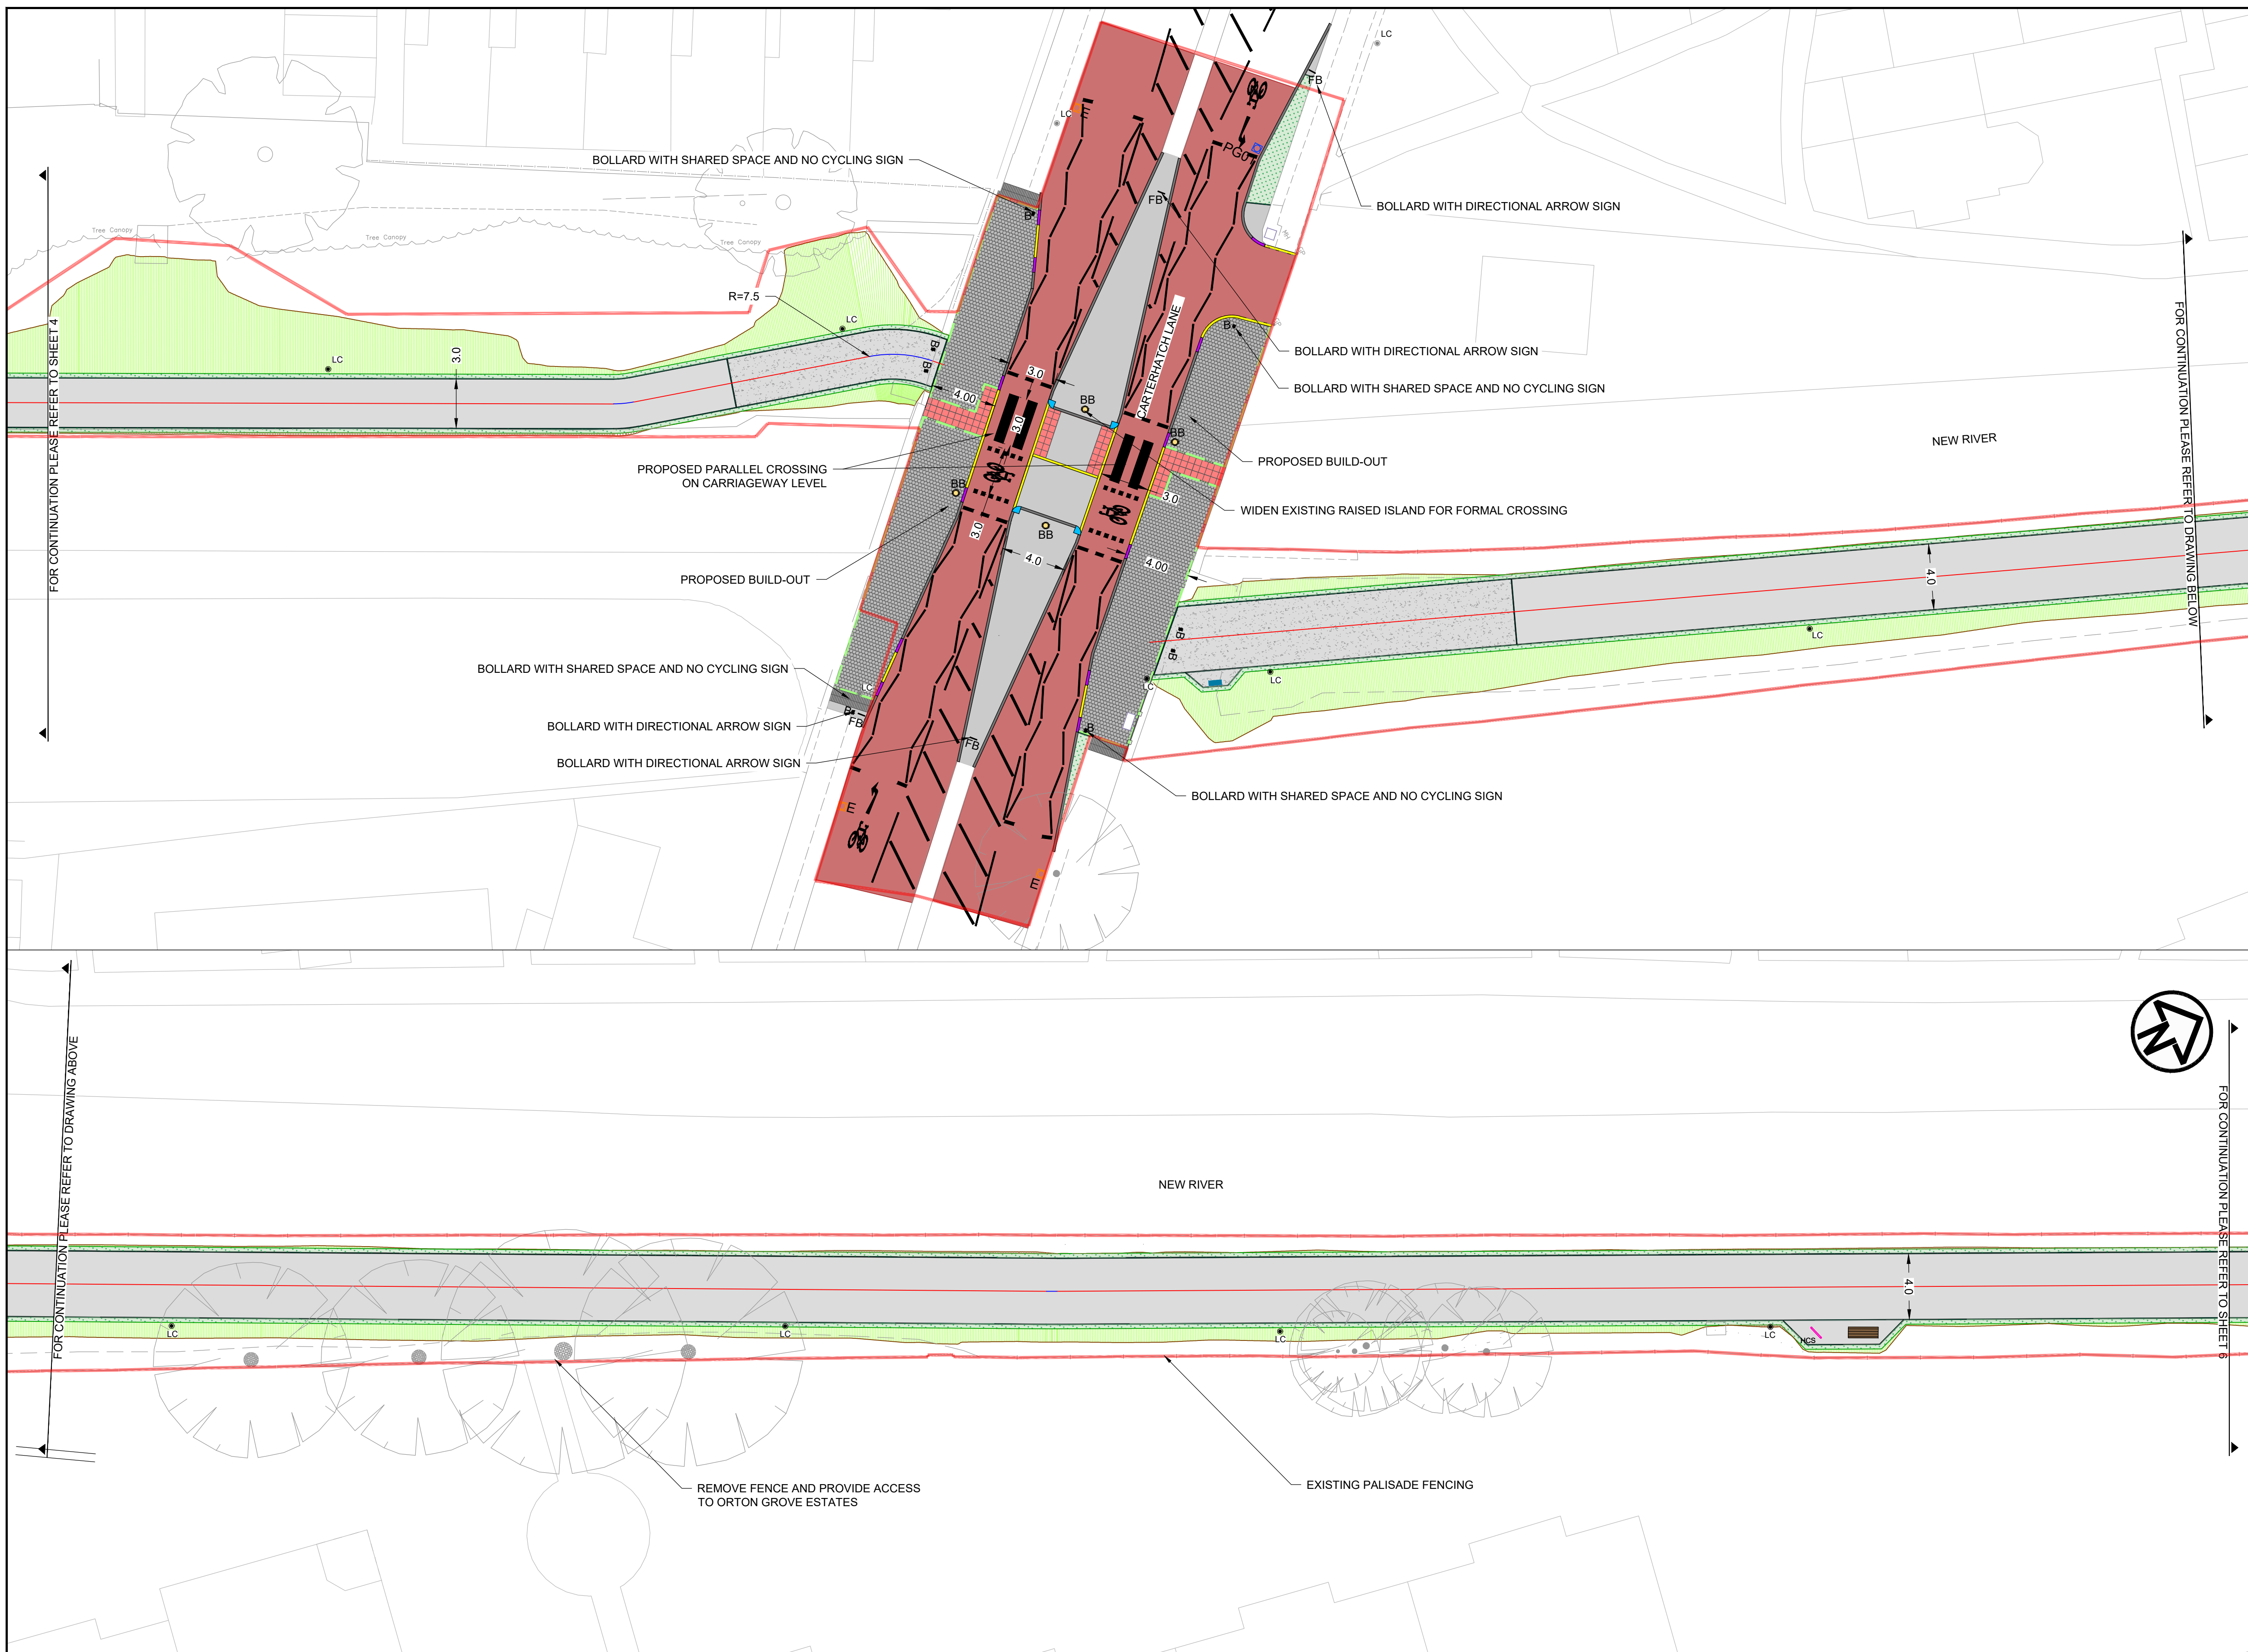 LC
FB
E
LC
BOLLARD WITH SHARED SPACE AND NO CYCLING SIGN
PG01
B
FB
BOLLARD WITH DIRECTIONAL ARROW SIGN
Tree Canopy
Tree Canopy
Tree Canopy
MH
R=7.5
LC
B
FOR CONTINUATION PLEASE REFER TO SHEET 4
LC
3.0
B
B
CARTERHATCH LANE
BOLLARD WITH DIRECTIONAL ARROW SIGN
BOLLARD WITH SHARED SPACE AND NO CYCLING SIGN
FOR CONTINUATION PLEASE REFER TO DRAWING BELOW
3.0
4.00
BB
3.0
BB
NEW RIVER
PROPOSED PARALLEL CROSSING
ON CARRIAGEWAY LEVEL
PROPOSED BUILD-OUT
BB
3.0
WIDEN EXISTING RAISED ISLAND FOR FORMAL CROSSING
3.0
BB
4.0
4.00
4.0
PROPOSED BUILD-OUT
B
B
LC
BOLLARD WITH SHARED SPACE AND NO CYCLING SIGN
LC
LC
LC
B
FB
BOLLARD WITH DIRECTIONAL ARROW SIGN
B
FB
BOLLARD WITH DIRECTIONAL ARROW SIGN
BOLLARD WITH SHARED SPACE AND NO CYCLING SIGN
E
E
N
FOR CONTINUATION PLEASE REFER TO DRAWING ABOVE
FOR CONTINUATION PLEASE REFER TO SHEET 6
NEW RIVER
4.0
LC
LC
LC
LC
HCS
REMOVE FENCE AND PROVIDE ACCESS
TO ORTON GROVE ESTATES
EXISTING PALISADE FENCING